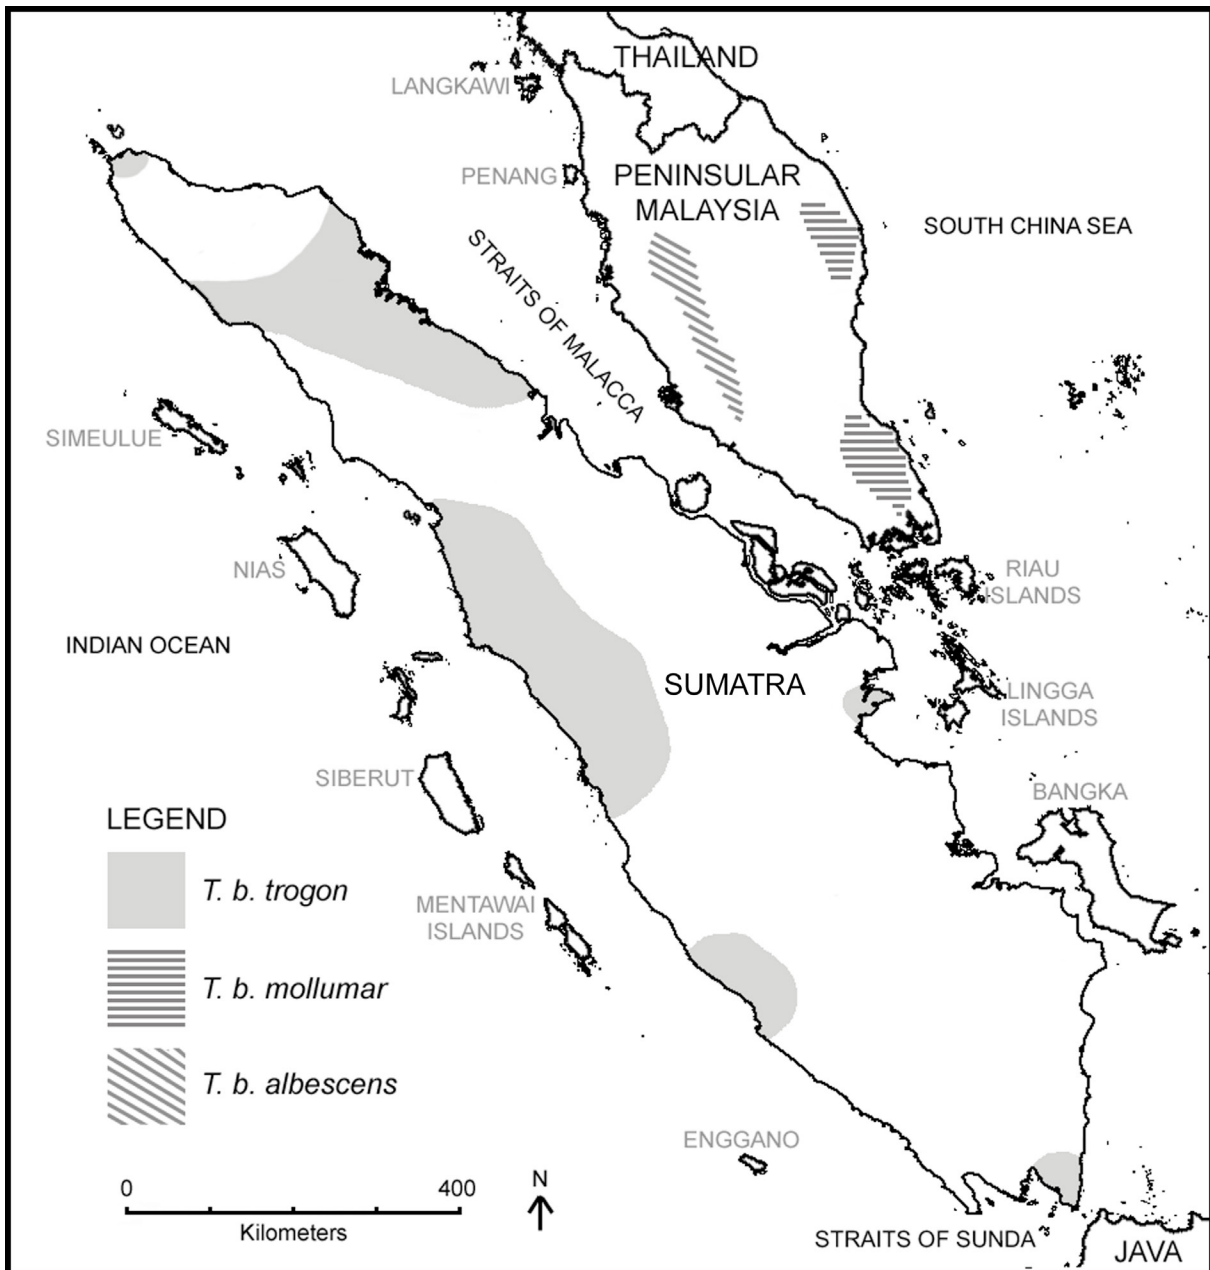 THAILAND
LANGKAWI
PENANG
PENINSULAR
MALAYSIA
SOUTH CHINA SEA
STRAITS OF MALACCA
SIMEULUE
NIAS
RIAU
ISLANDS
INDIAN OCEAN
SUMATRA
LINGGA
ISLANDS
SIBERUT
BANGKA
LEGEND
T. b. trogon
MENTAWAI
ISLANDS
T. b. mollumar
T. b. albescens
ENGGANO
0 400
Kilometers
N
STRAITS OF SUNDA
JAVA